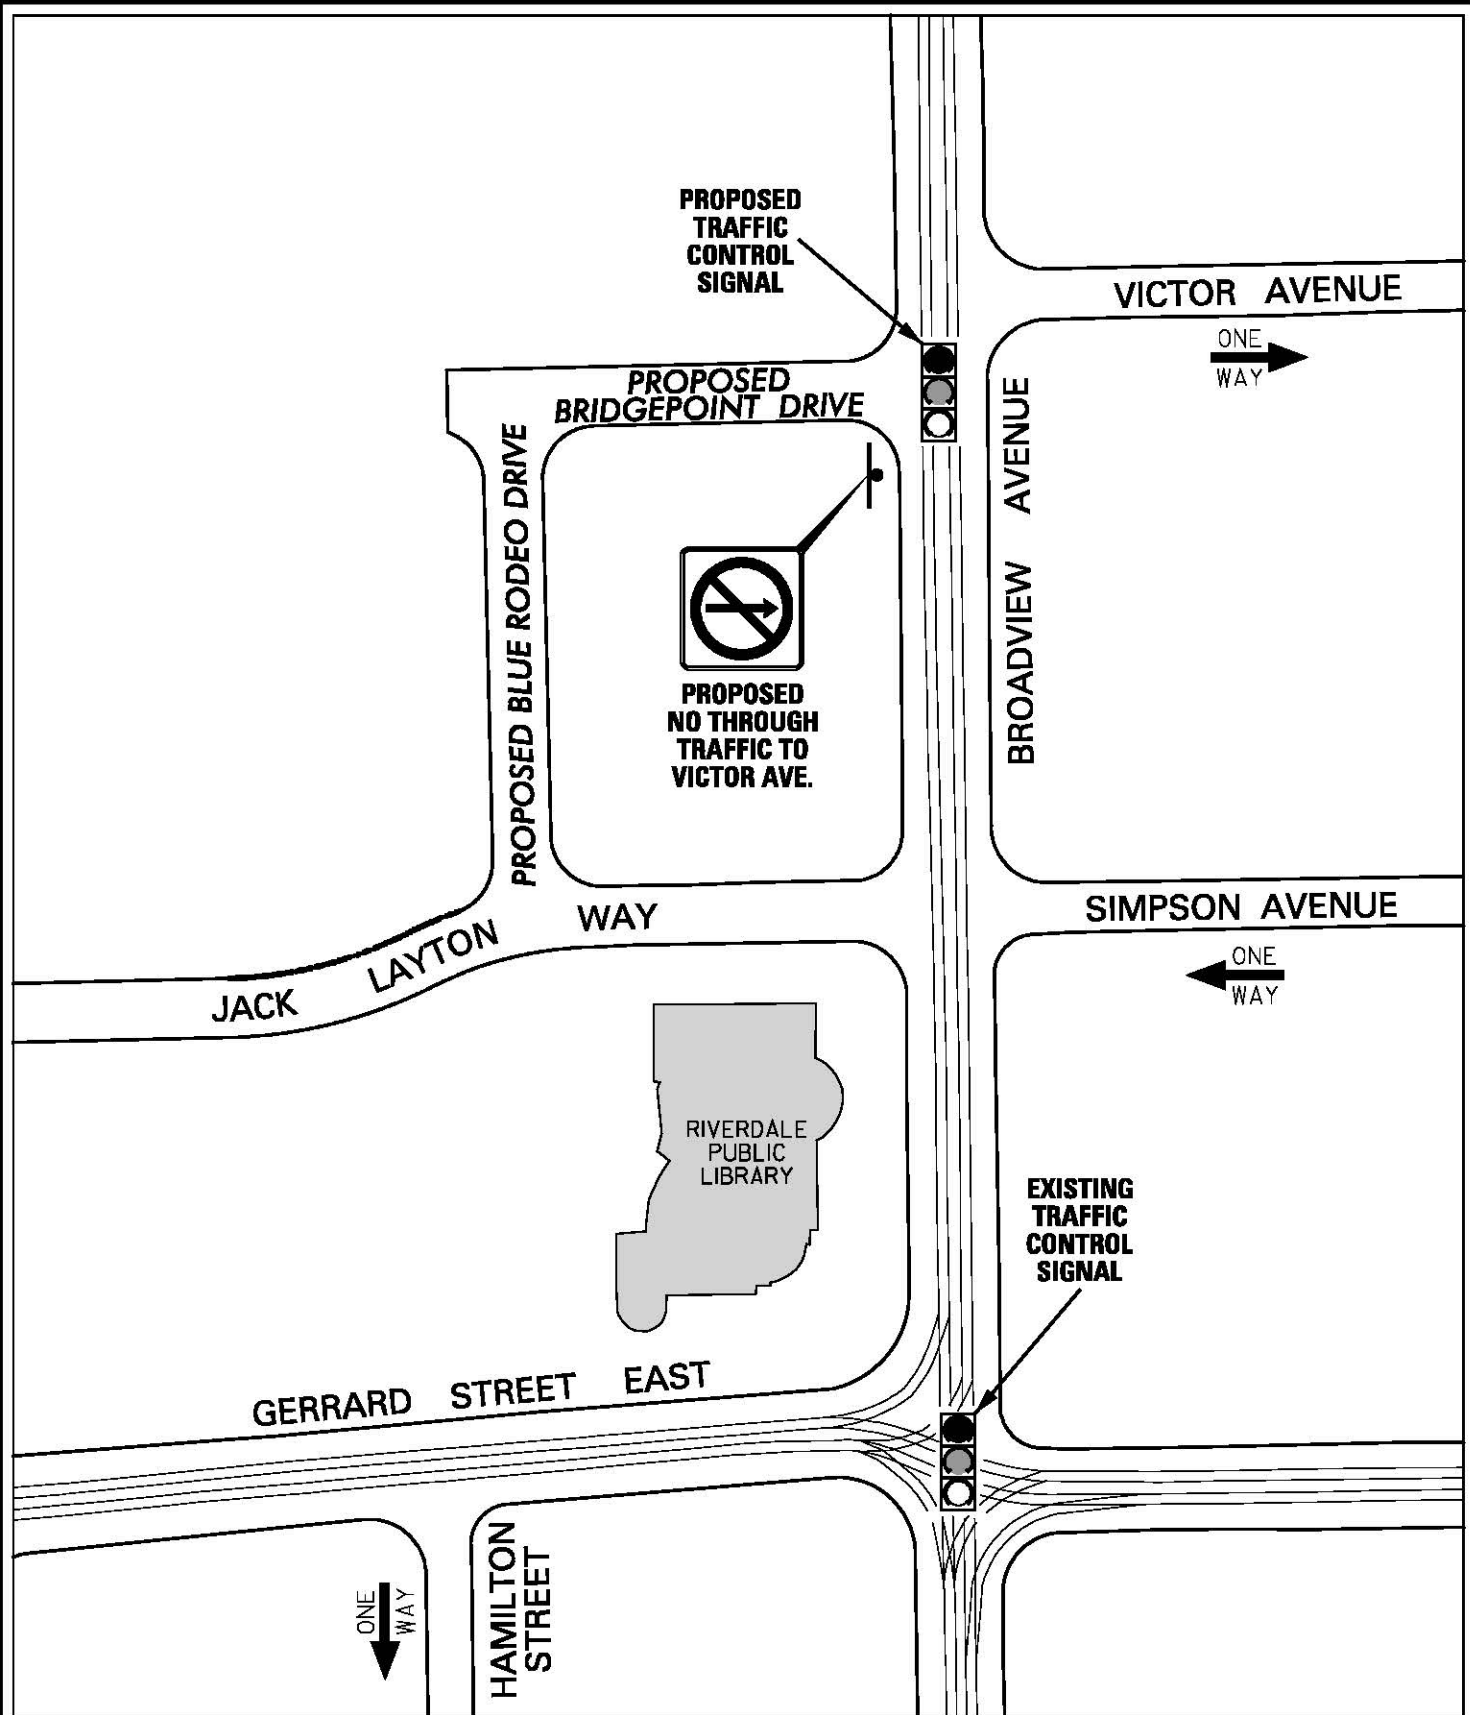 PROPOSED
TRAFFIC
CONTROL
SIGNAL
VICTOR AVENUE
ONE
WAY
PROPOSED
BRIDGEPOINT DRIVE
PROPOSED BLUE RODEO DRIVE
BROADVIEW AVENUE
PROPOSED
NO THROUGH
TRAFFIC TO
VICTOR AVE.
SIMPSON AVENUE
ONE
WAY
JACK LAYTON WAY
RIVERDALE
PUBLIC
LIBRARY
EXISTING
TRAFFIC
CONTROL
SIGNAL
GERRARD STREET EAST
ONE
WAY
HAMILTON
STREET